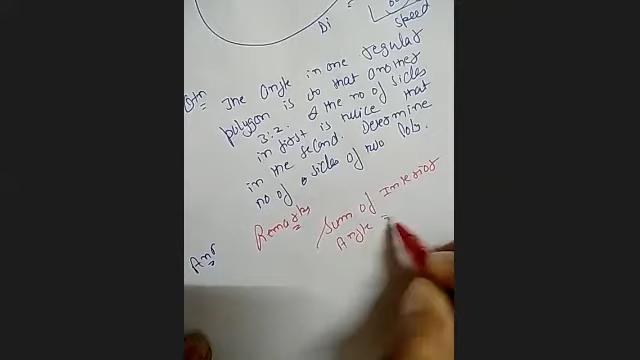 Di
speed
Qtn
The Angle in one regular
polygon is to that another
3:2. & the no of sides
in first is twice that
in the second. Determine
no of sides of two Pols.
Remarks
Sum of Interior
Angle =
Ans